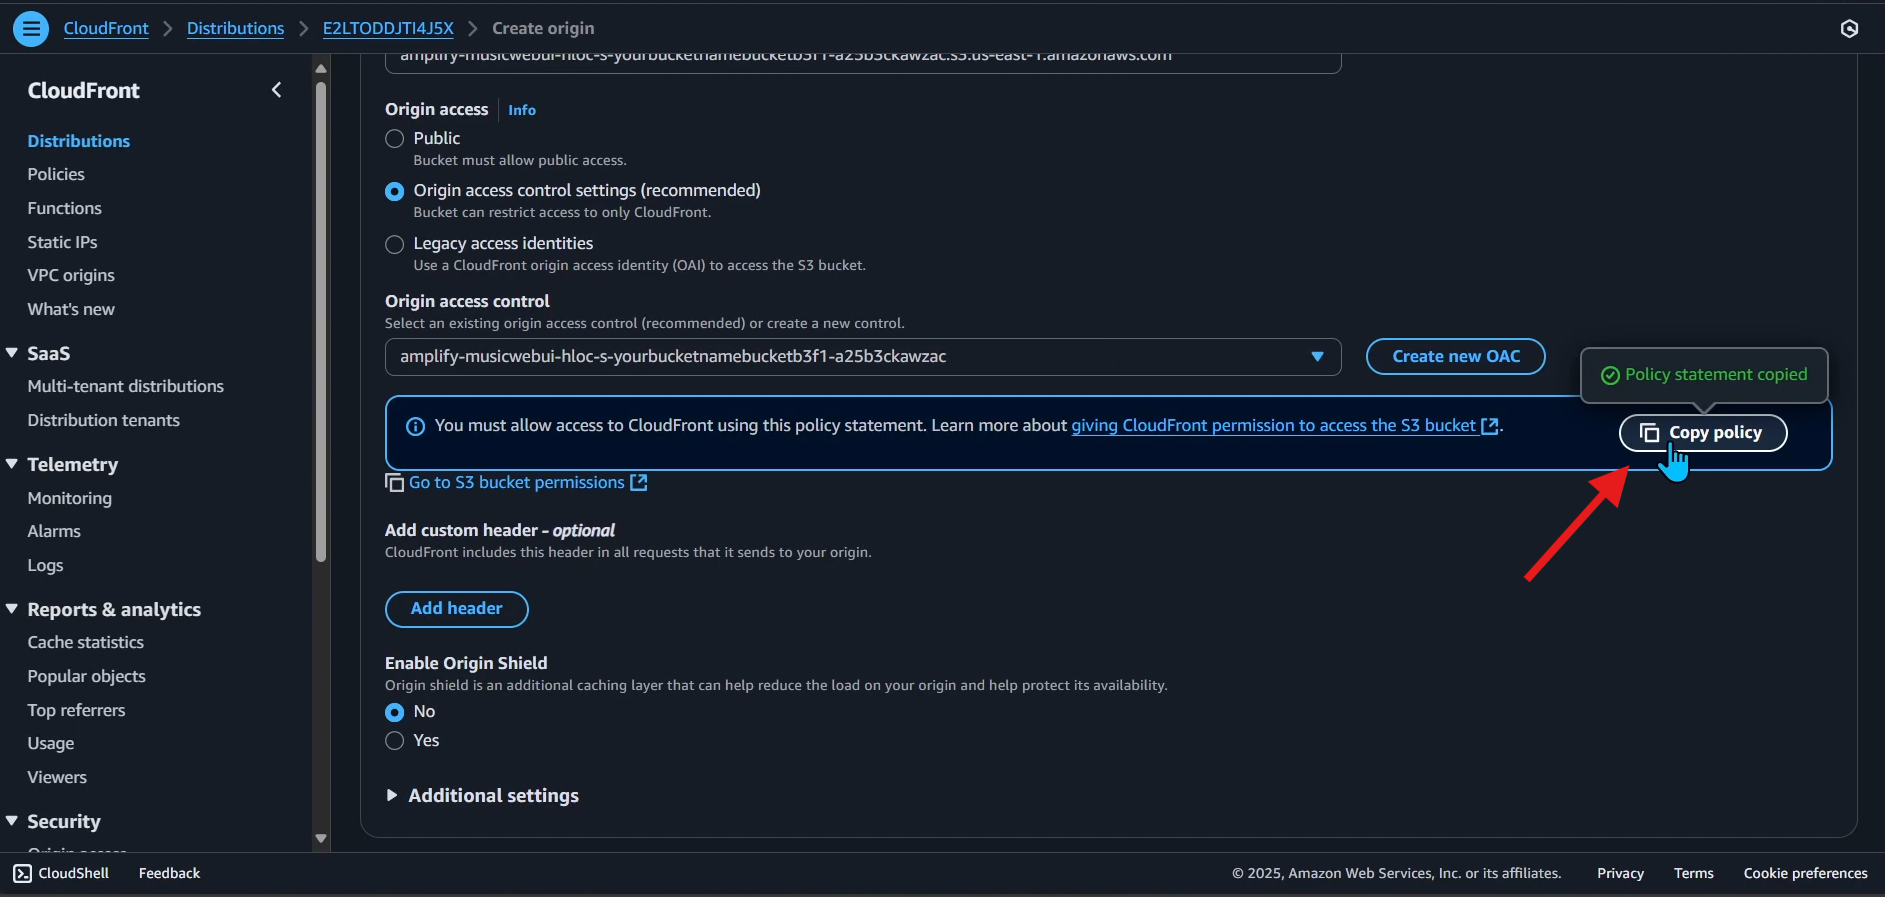 CloudFront > Distributions > E2LTODDJTI4J5X > Create origin
CloudFront
Distributions
Policies
Functions
Static IPs
VPC origins
What's new
SaaS
Multi-tenant distributions
Distribution tenants
Telemetry
Monitoring
Alarms
Logs
Reports & analytics
Cache statistics
Popular objects
Top referrers
Usage
Viewers
Security
Origin access
amplify-musicwebui-hloc-s-yourbucketnamebucketb3f1-a25b3ckawzac.s3.us-east-1.amazonaws.com
Origin access Info
Public
Bucket must allow public access.
Origin access control settings (recommended)
Bucket can restrict access to only CloudFront.
Legacy access identities
Use a CloudFront origin access identity (OAI) to access the S3 bucket.
Origin access control
Select an existing origin access control (recommended) or create a new control.
amplify-musicwebui-hloc-s-yourbucketnamebucketb3f1-a25b3ckawzac
Create new OAC
Policy statement copied
You must allow access to CloudFront using this policy statement. Learn more about giving CloudFront permission to access the S3 bucket.
Copy policy
Go to S3 bucket permissions
Add custom header - optional
CloudFront includes this header in all requests that it sends to your origin.
Add header
Enable Origin Shield
Origin shield is an additional caching layer that can help reduce the load on your origin and help protect its availability.
No
Yes
Additional settings
CloudShell Feedback © 2025, Amazon Web Services, Inc. or its affiliates. Privacy Terms Cookie preferences